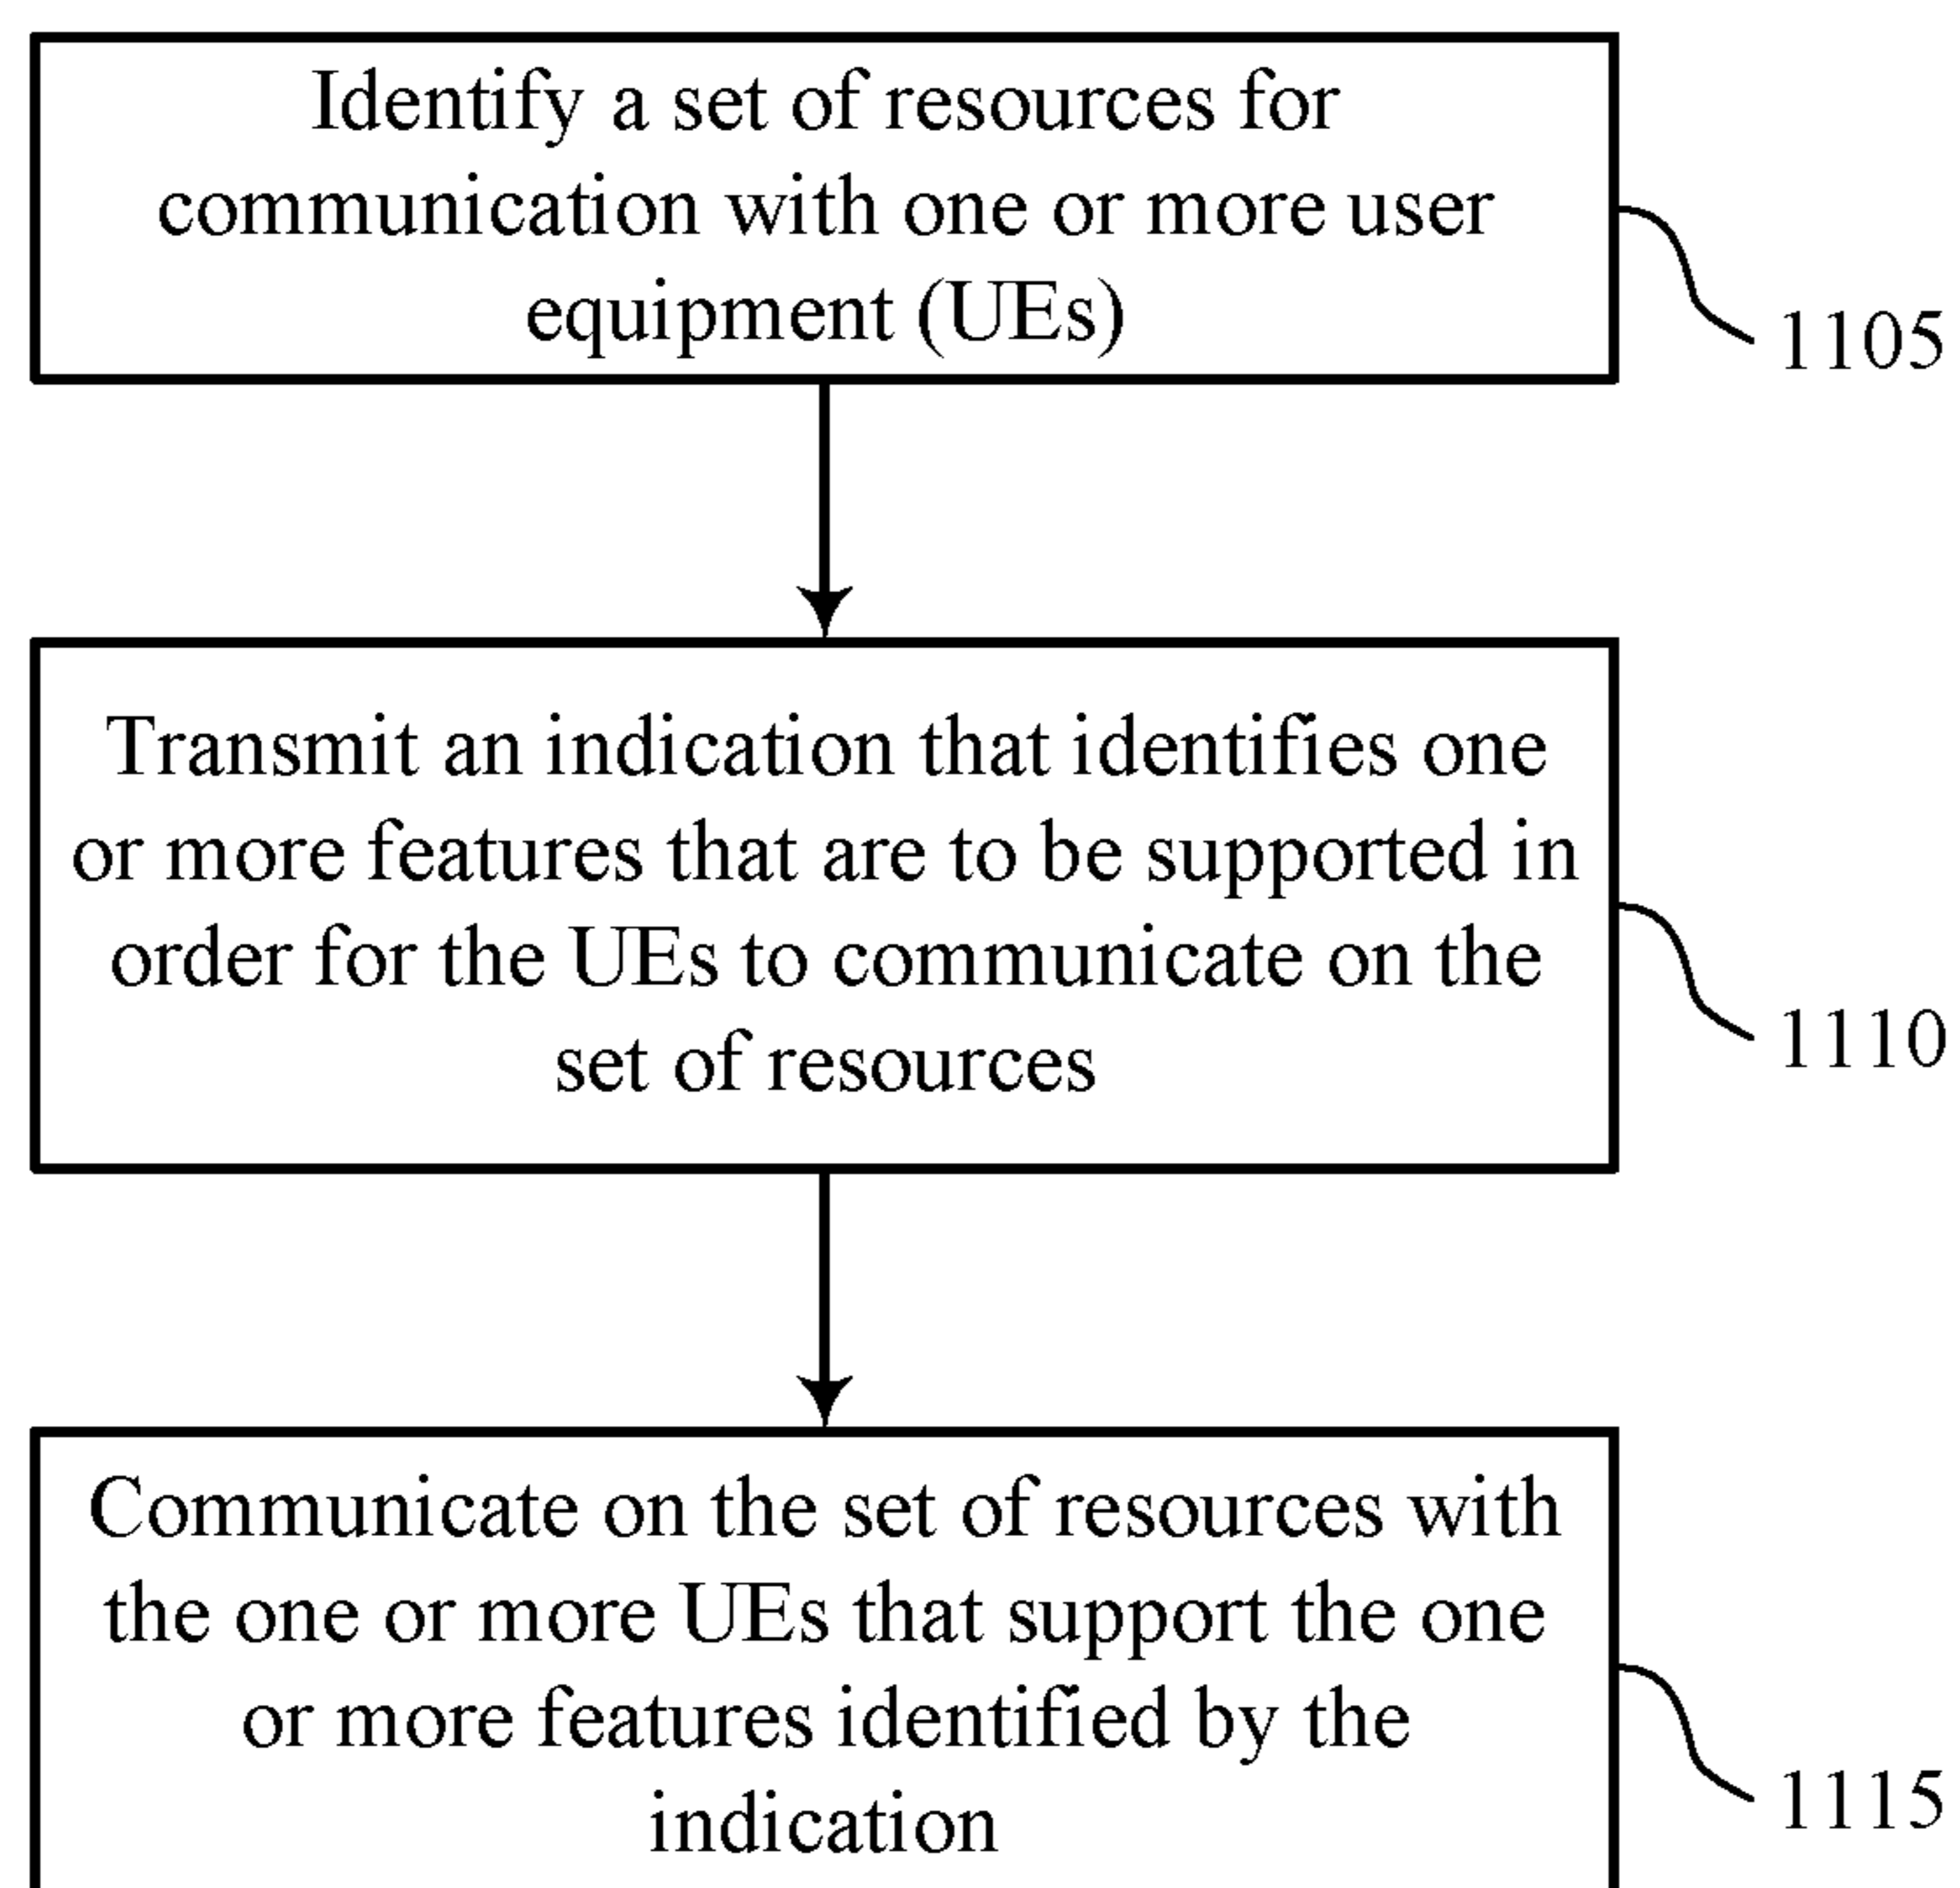 Identify a set of resources for
communication with one or more user
equipment (UEs)
1105
Transmit an indication that identifies one
or more features that are to be supported in
order for the UEs to communicate on the
set of resources
1110
Communicate on the set of resources with
the one or more UEs that support the one
or more features identified by the
indication
1115